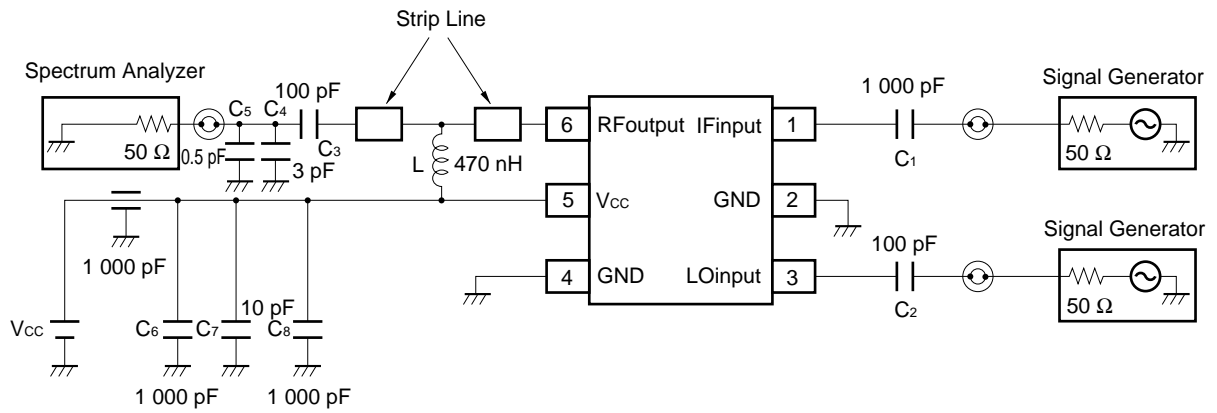 Strip Line
Spectrum Analyzer
100 pF
1 000 pF
Signal Generator
C5
C4
C3
6
RFoutput
IFinput
1
C1
50 Ω
50 Ω
0.5 pF
3 pF
L
470 nH
5
VCC
GND
2
Signal Generator
1 000 pF
100 pF
4
GND
LOinput
3
C2
50 Ω
VCC
C6
C7
10 pF
C8
1 000 pF
1 000 pF